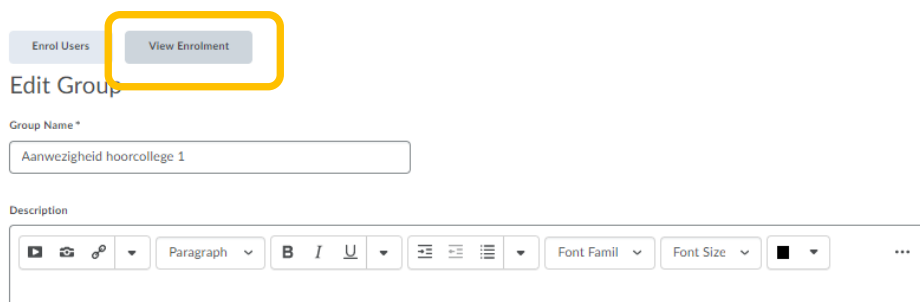 Enrol Users View Enrolment
Edit Group
Group Name *
Aanwezigheid hoorcollege 1
Description
Paragraph B I U Font Famil Font Size ...